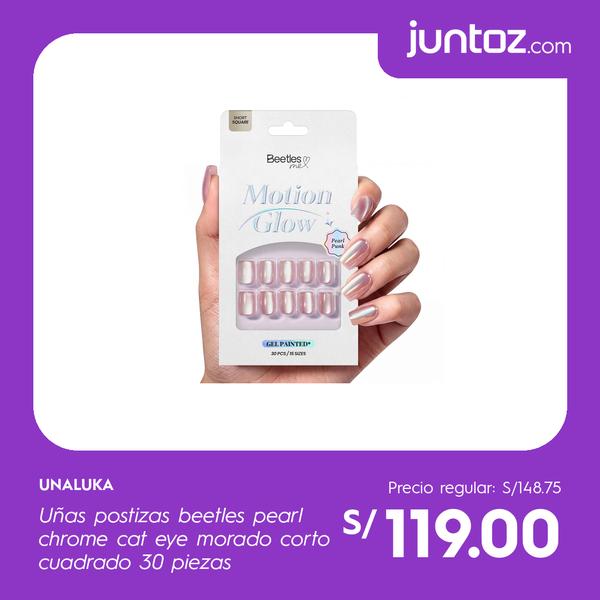 juntoz.com
SHORT
SQUARE
Beetles
me
Motion
Glow
Pearl
Punk
GEL PAINTED*
30 PCS / 15 SIZES
UNALUKA
Precio regular: S/148.75
Uñas postizas beetles pearl
chrome cat eye morado corto
cuadrado 30 piezas
S/119.00